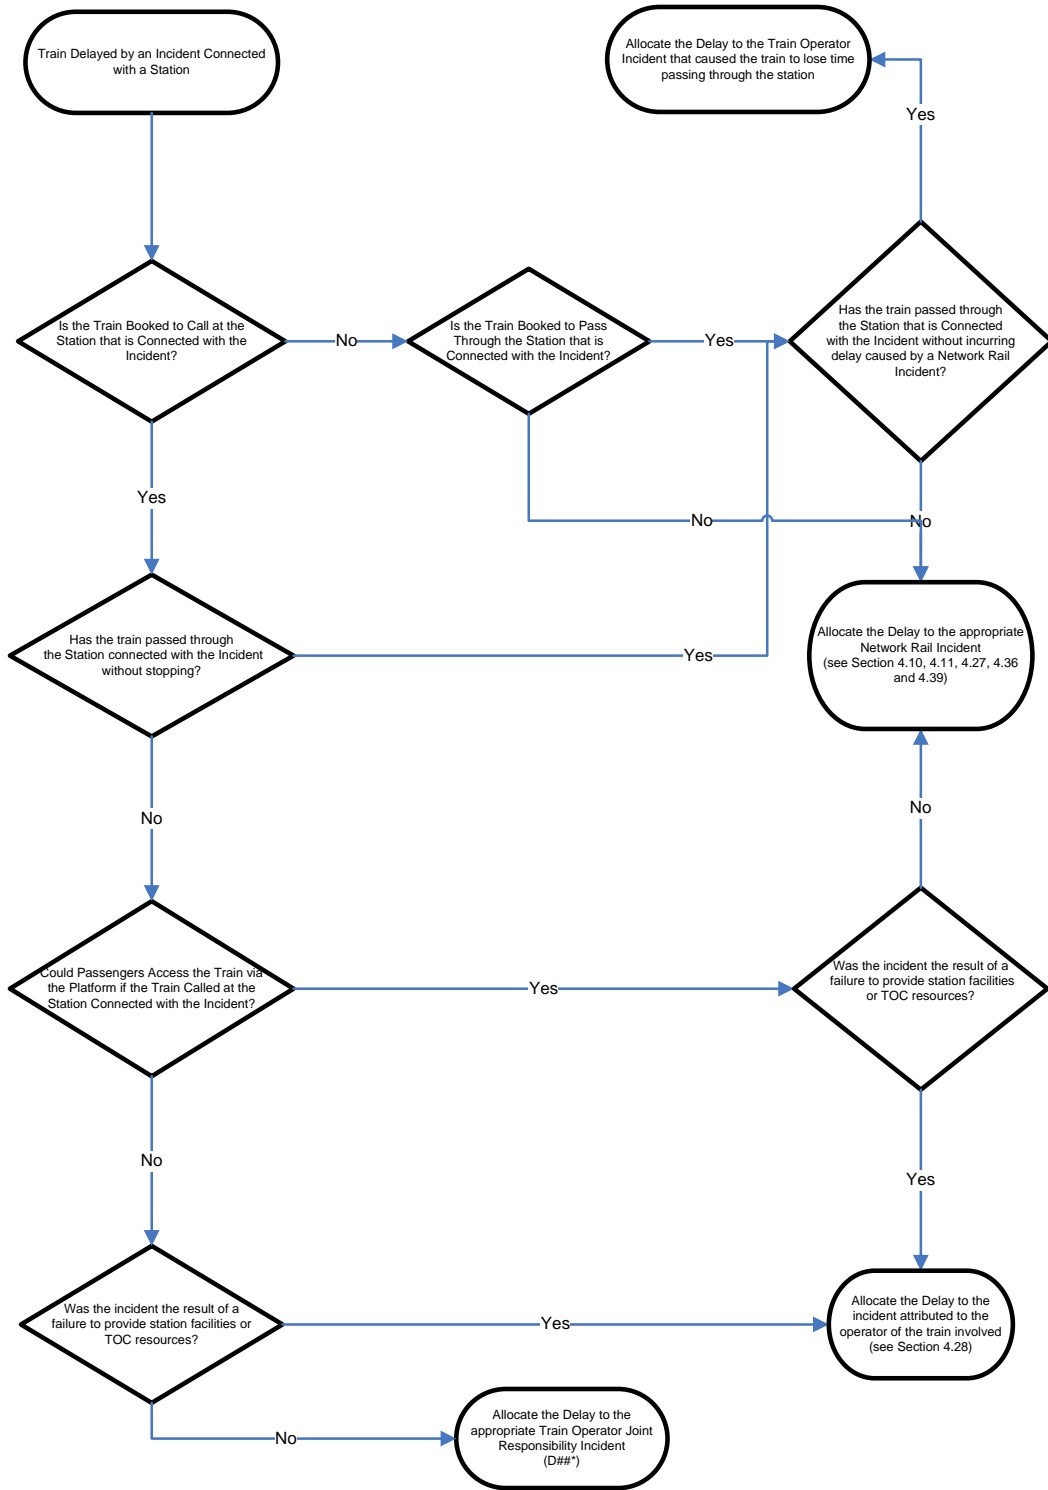 Train Delayed by an Incident Connected
with a Station
Allocate the Delay to the Train Operator
Incident that caused the train to lose time
passing through the station
Yes
Is the Train Booked to Call at the
Station that is Connected with the
Incident?
No
Is the Train Booked to Pass
Through the Station that is
Connected with the Incident?
Yes
Has the train passed through
the Station that is Connected
with the Incident without incurring
delay caused by a Network Rail
Incident?
Yes
No
No
Has the train passed through
the Station connected with the Incident
without stopping?
Yes
Allocate the Delay to the appropriate
Network Rail Incident
(see Section 4.10, 4.11, 4.27, 4.36
and 4.39)
No
No
Could Passengers Access the Train via
the Platform if the Train Called at the
Station Connected with the Incident?
Yes
Was the incident the result of a
failure to provide station facilities
or TOC resources?
No
Yes
Was the incident the result of a
failure to provide station facilities or
TOC resources?
Yes
Allocate the Delay to the
incident attributed to the
operator of the train involved
(see Section 4.28)
No
Allocate the Delay to the
appropriate Train Operator Joint
Responsibility Incident
(D##*)